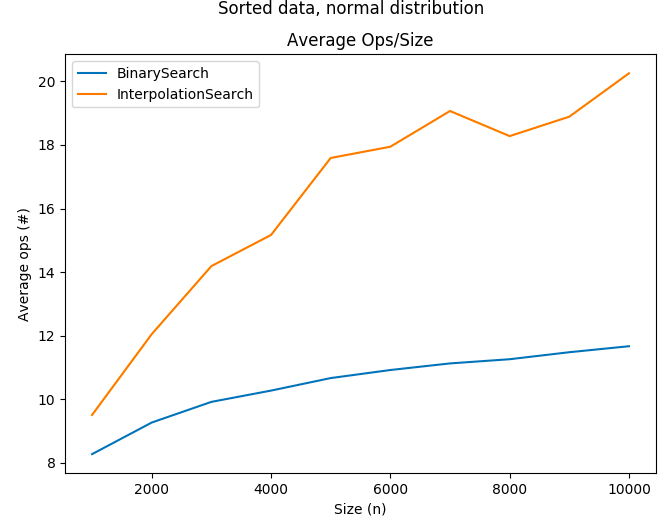 Sorted data, normal distribution
Average Ops/Size
BinarySearch
InterpolationSearch
Average ops (#)
20
18
16
14
12
10
8
2000 4000 6000 8000 10000
Size (n)